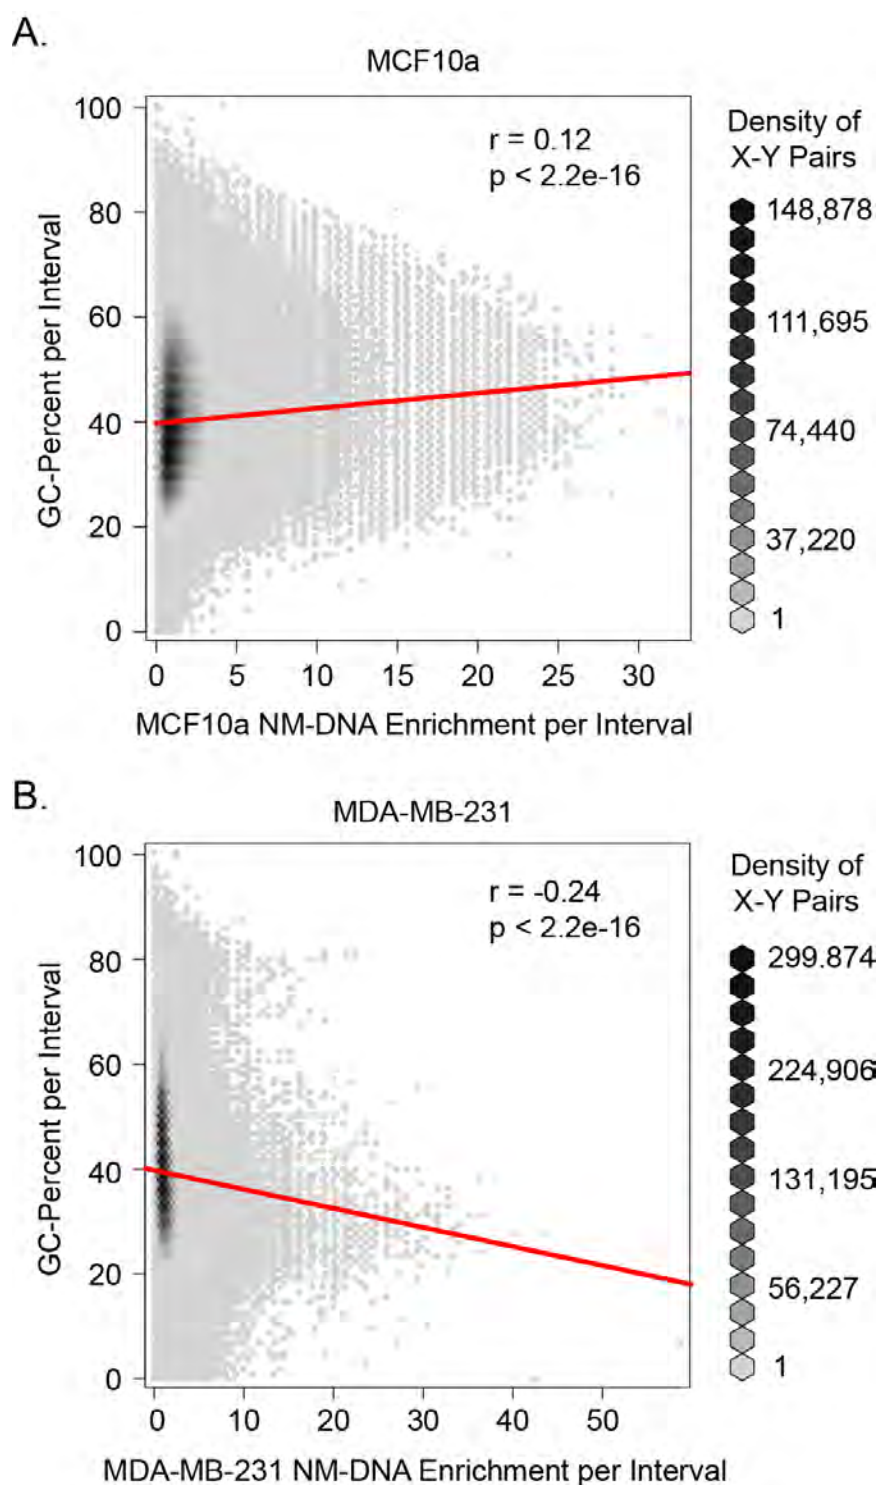 A.
MCF10a
r = 0.12
p < 2.2e-16
GC-Percent per Interval
100
80
60
40
20
0
0 5 10 15 20 25 30
MCF10a NM-DNA Enrichment per Interval
Density of
X-Y Pairs
148,878
111,695
74,440
37,220
1
B.
MDA-MB-231
r = -0.24
p < 2.2e-16
GC-Percent per Interval
100
80
60
40
20
0
0 10 20 30 40 50
MDA-MB-231 NM-DNA Enrichment per Interval
Density of
X-Y Pairs
299.874
224,906
131,195
56,227
1